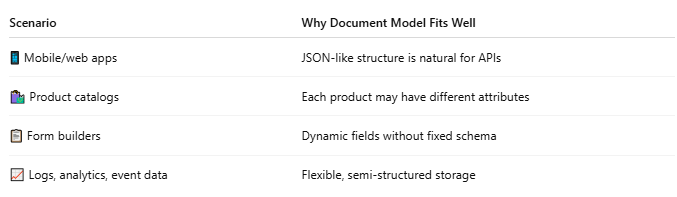 Scenario Why Document Model Fits Well
📱 Mobile/web apps JSON-like structure is natural for APIs
🛍️ Product catalogs Each product may have different attributes
📋 Form builders Dynamic fields without fixed schema
📈 Logs, analytics, event data Flexible, semi-structured storage